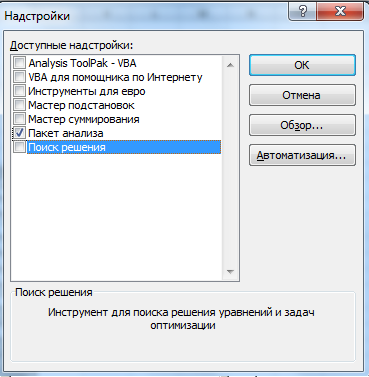 Надстройки
Доступные надстройки:
Analysis ToolPak - VBA
VBA для помощника по Интернету
Инструменты для евро
Мастер подстановок
Мастер суммирования
Пакет анализа
Поиск решения
ОК
Отмена
Обзор...
Автоматизация...
Поиск решения
Инструмент для поиска решения уравнений и задач
оптимизации